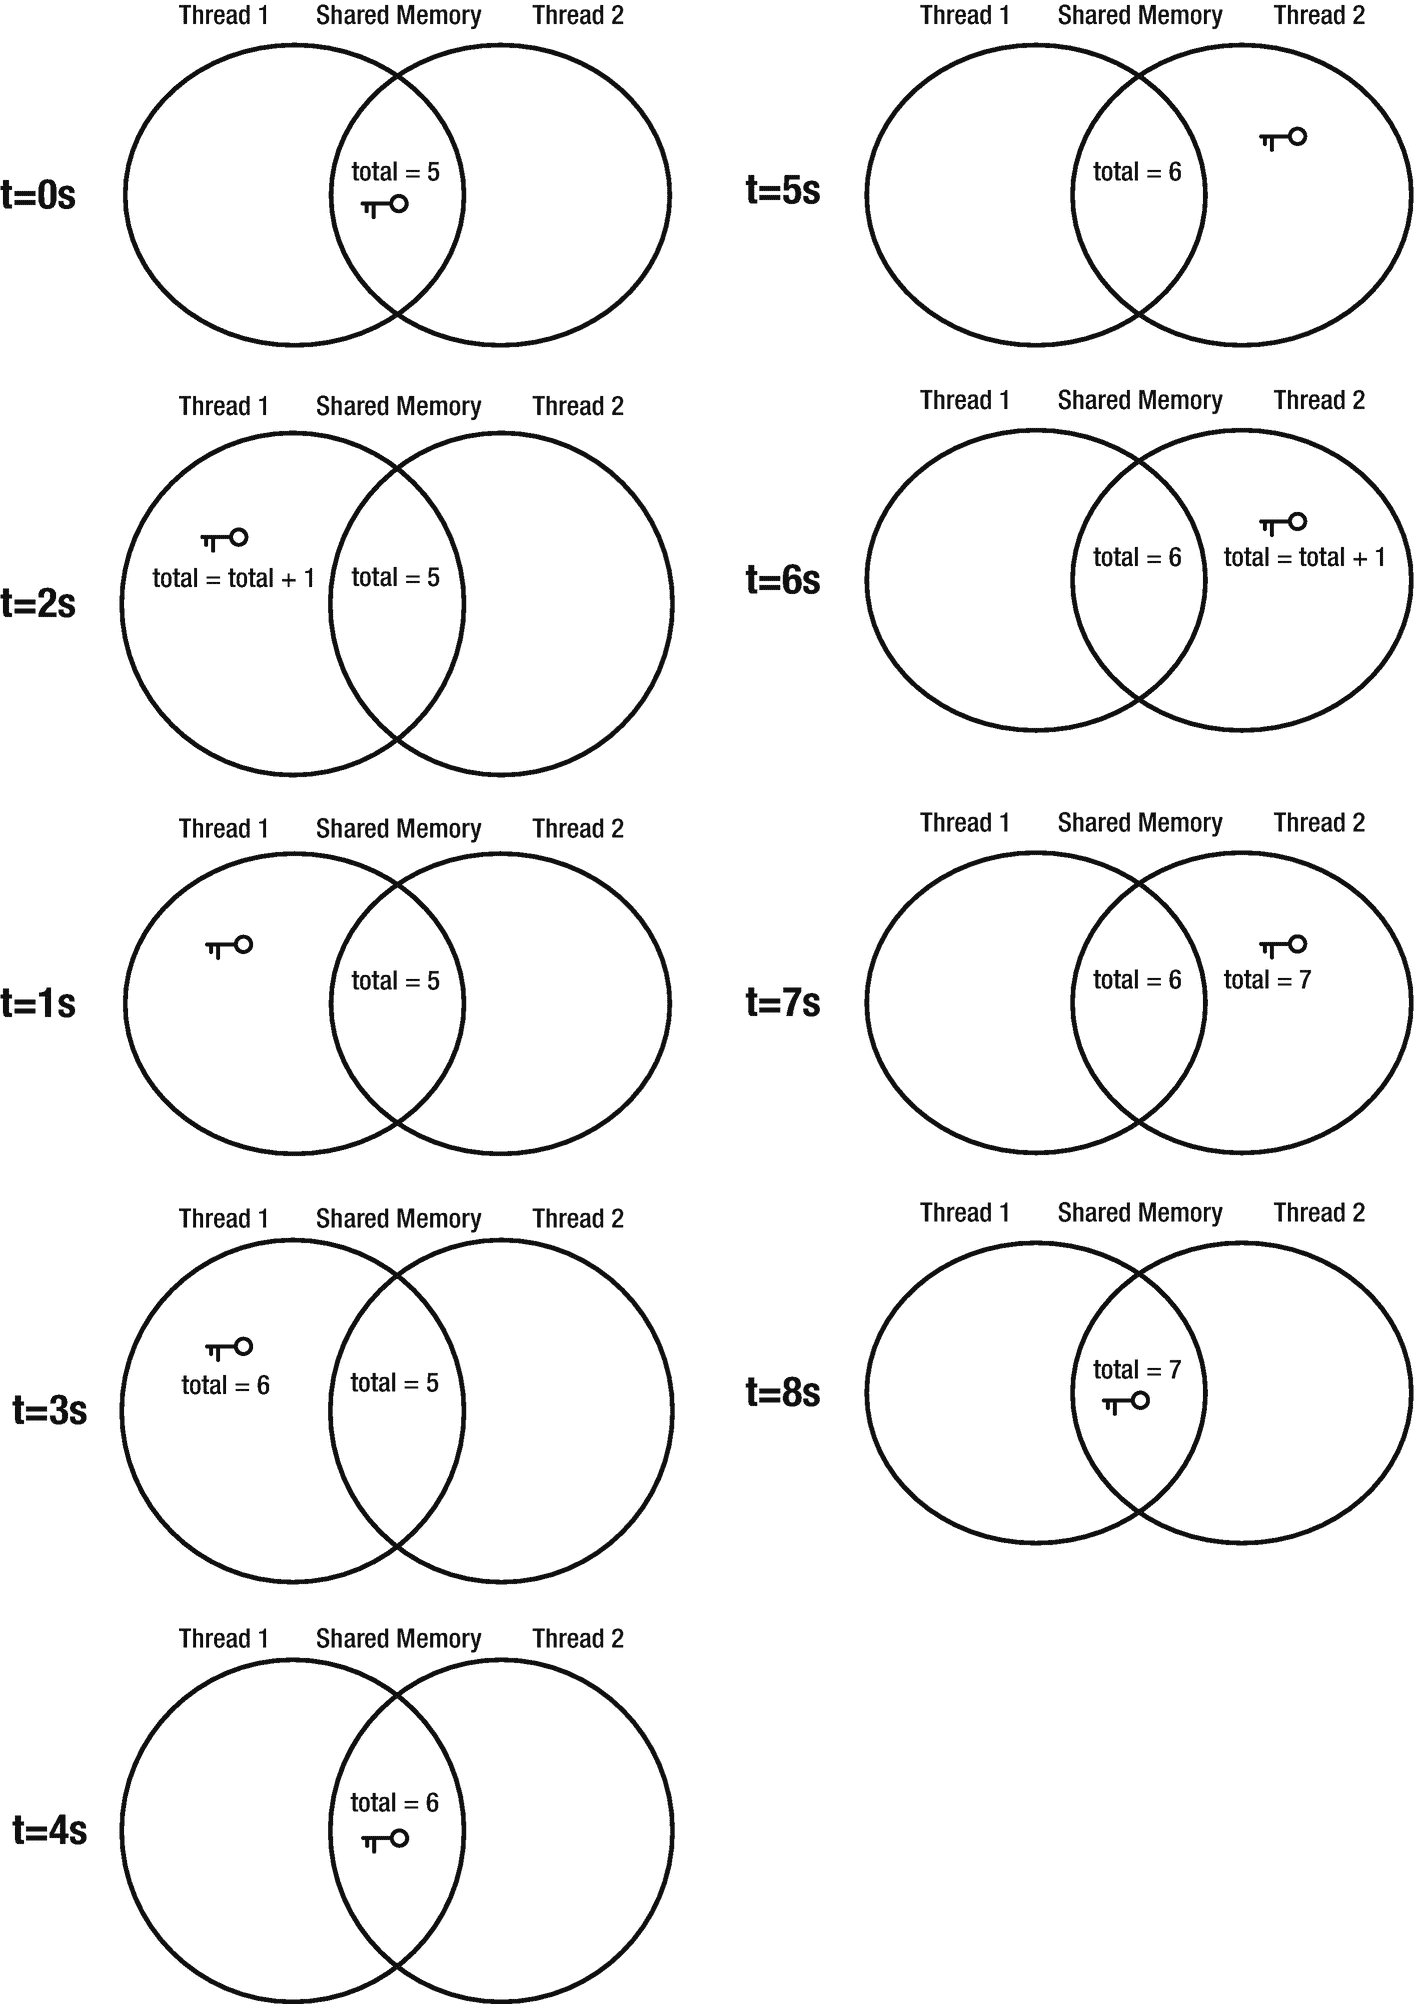 Thread 1 Shared Memory Thread 2
t=0s
total = 5
Thread 1 Shared Memory Thread 2
t=2s
total = total + 1 total = 5
Thread 1 Shared Memory Thread 2
t=1s
total = 5
Thread 1 Shared Memory Thread 2
t=3s
total = 6 total = 5
Thread 1 Shared Memory Thread 2
t=4s
total = 6
Thread 1 Shared Memory Thread 2
t=5s
total = 6
Thread 1 Shared Memory Thread 2
t=6s
total = 6 total = total + 1
Thread 1 Shared Memory Thread 2
t=7s
total = 6 total = 7
Thread 1 Shared Memory Thread 2
t=8s
total = 7